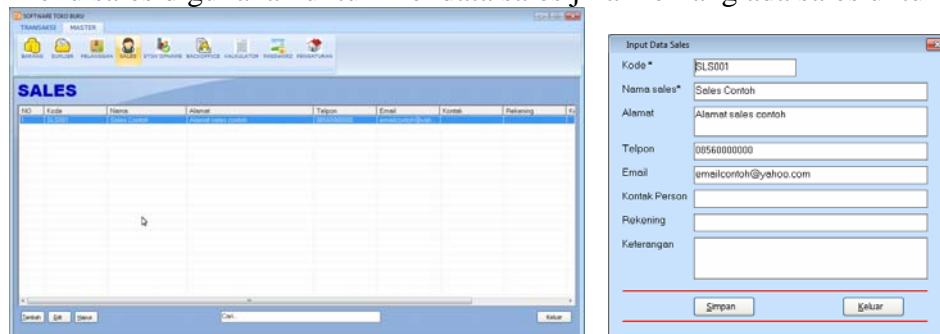 SOFTWARE TOKO BUKU
TRANSAKSI MASTER
BARANG SUPLIER PELANGGAN SALES STOK OPNAME BACKOFFICE KALKULATOR PASSWORD PENGATURAN
SALES
NO Kode Nama Alamat Telpon Email Kontak Rekening
1 SLS001 Sales Contoh Alamat sales contoh 08560000000
Tambah Edit Hapus Cari... Keluar
Input Data Sales
Kode * SLS001
Nama sales* Sales Contoh
Alamat Alamat sales contoh
Telpon 08560000000
Email emailcontoh@yahoo.com
Kontak Person
Rekening
Keterangan
Simpan Keluar